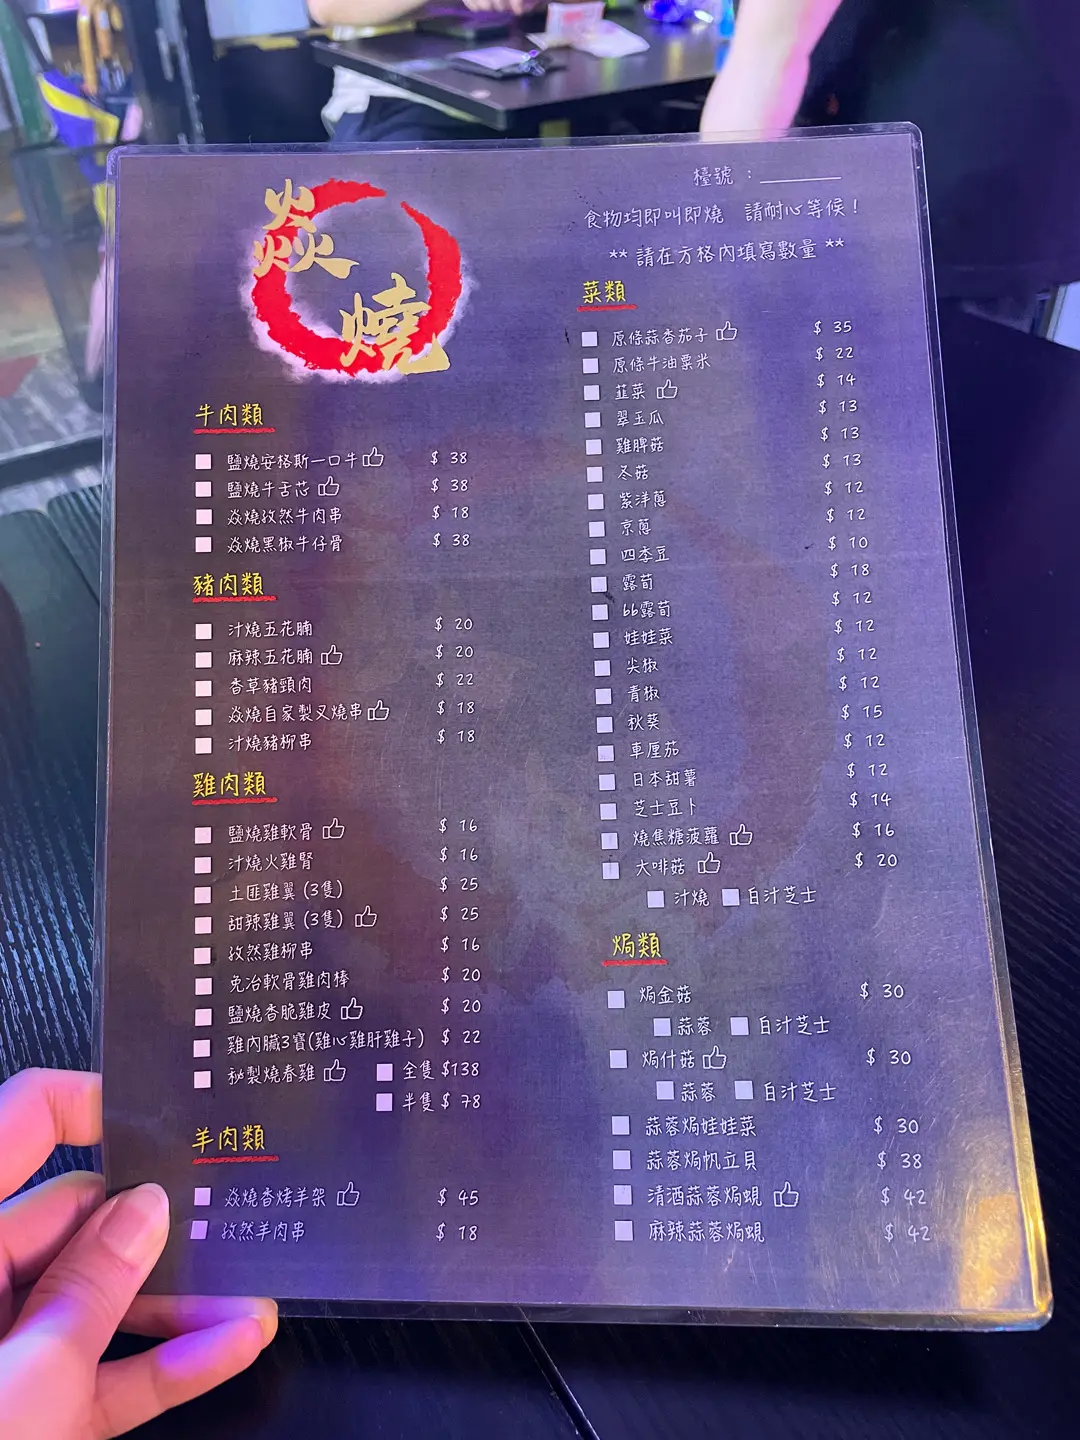 焱
燒
檯號 : ________
食物均即叫即燒 請耐心等候!
** 請在方格內填寫數量 **
牛肉類
鹽燒安格斯一口牛 $ 38
鹽燒牛舌芯 $ 38
焱燒孜然牛肉串 $ 18
焱燒黑椒牛仔骨 $ 38
豬肉類
汁燒五花腩 $ 20
麻辣五花腩 $ 20
香草豬頸肉 $ 22
焱燒自家製叉燒串 $ 18
汁燒豬柳串 $ 18
雞肉類
鹽燒雞軟骨 $ 16
汁燒火雞腎 $ 16
土匪雞翼 (3隻) $ 25
甜辣雞翼 (3隻) $ 25
孜然雞柳串 $ 16
免治軟骨雞肉棒 $ 20
鹽燒香脆雞皮 $ 20
雞內臟3寶(雞心雞肝雞子) $ 22
秘製燒春雞 全隻 $138
半隻 $ 78
羊肉類
焱燒香烤羊架 $ 45
孜然羊肉串 $ 18
菜類
原條蒜香茄子 $ 35
原條牛油粟米 $ 22
韮菜 $ 14
翠玉瓜 $ 13
雞脾菇 $ 13
冬菇 $ 13
紫洋蔥 $ 12
京蔥 $ 12
四季豆 $ 10
露荀 $ 18
bb露荀 $ 12
娃娃菜 $ 12
尖椒 $ 12
青椒 $ 12
秋葵 $ 15
車厘茄 $ 12
日本甜薯 $ 12
芝士豆卜 $ 14
燒焦糖菠蘿 $ 16
大啡菇 $ 20
汁燒 白汁芝士
焗類
焗金菇 $ 30
蒜蓉 白汁芝士
焗什菇 $ 30
蒜蓉 白汁芝士
蒜蓉焗娃娃菜 $ 30
蒜蓉焗帆立貝 $ 38
清酒蒜蓉焗蜆 $ 42
麻辣蒜蓉焗蜆 $ 42